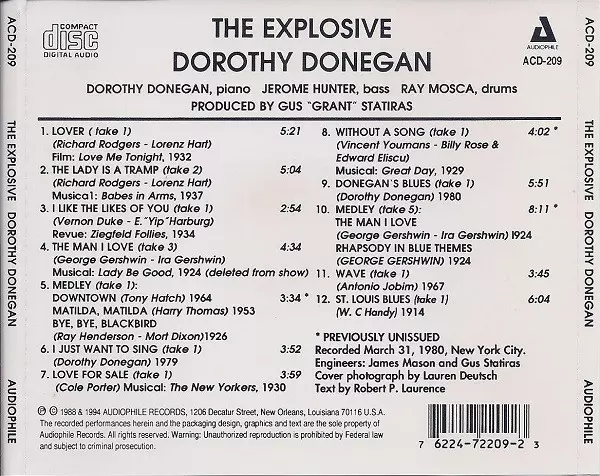 ACD-209
THE EXPLOSIVE DOROTHY DONEGAN
AUDIOPHILE
COMPACT
disc
DIGITAL AUDIO
THE EXPLOSIVE
DOROTHY DONEGAN
AUDIOPHILE
ACD-209
DOROTHY DONEGAN, piano JEROME HUNTER, bass RAY MOSCA, drums
PRODUCED BY GUS "GRANT" STATIRAS
1. LOVER ( take 1) 5:21
(Richard Rodgers - Lorenz Hart)
Film: Love Me Tonight, 1932
2. THE LADY IS A TRAMP (take 2) 5:04
(Richard Rodgers - Lorenz Hart)
Musica1: Babes in Arms, 1937
3. I LIKE THE LIKES OF YOU (take 1) 2:54
(Vernon Duke - E."Yip"Harburg)
Revue: Ziegfeld Follies, 1934
4. THE MAN I LOVE (take 3) 4:34
(George Gershwin - Ira Gershwin)
Musical: Lady Be Good, 1924 (deleted from show)
5. MEDLEY (take 1):
DOWNTOWN (Tony Hatch) 1964 3:34 *
MATILDA, MATILDA (Harry Thomas) 1953
BYE, BYE, BLACKBIRD
(Ray Henderson - Mort Dixon)1926
6. I JUST WANT TO SING (take 1) 3:52
(Dorothy Donegan) 1979
7. LOVE FOR SALE (take 1) 3:59
(Cole Porter) Musical: The New Yorkers, 1930
8. WITHOUT A SONG (take 1) 4:02 *
(Vincent Youmans - Billy Rose &
Edward Eliscu)
Musical: Great Day, 1929
9. DONEGAN'S BLUES (take 1) 5:51
(Dorothy Donegan) 1980
10. MEDLEY (take 5): 8:11 *
THE MAN I LOVE
(George Gershwin - Ira Gershwin) 1924
RHAPSODY IN BLUE THEMES
(GEORGE GERSHWIN) 1924
11. WAVE (take 1) 3:45
(Antonio Jobim) 1967
12. ST. LOUIS BLUES (take 1) 6:04
(W. C Handy) 1914
* PREVIOUSLY UNISSUED
Recorded March 31, 1980, New York City.
Engineers: James Mason and Gus Statiras
Cover photograph by Lauren Deutsch
Text by Robert P. Laurence
℗ © 1988 & 1994 AUDIOPHILE RECORDS, 1206 Decatur Street, New Orleans, Louisiana 70116 U.S.A.
The recorded performances herein and the packaging design, graphics and text are the sole property of
Audiophile Records. All rights reserved. Warning: Unauthorized reproduction is prohibited by Federal law
and subject to criminal prosecution.
7 76224-72209-2 3
ACD-209
THE EXPLOSIVE DOROTHY DONEGAN
AUDIOPHILE